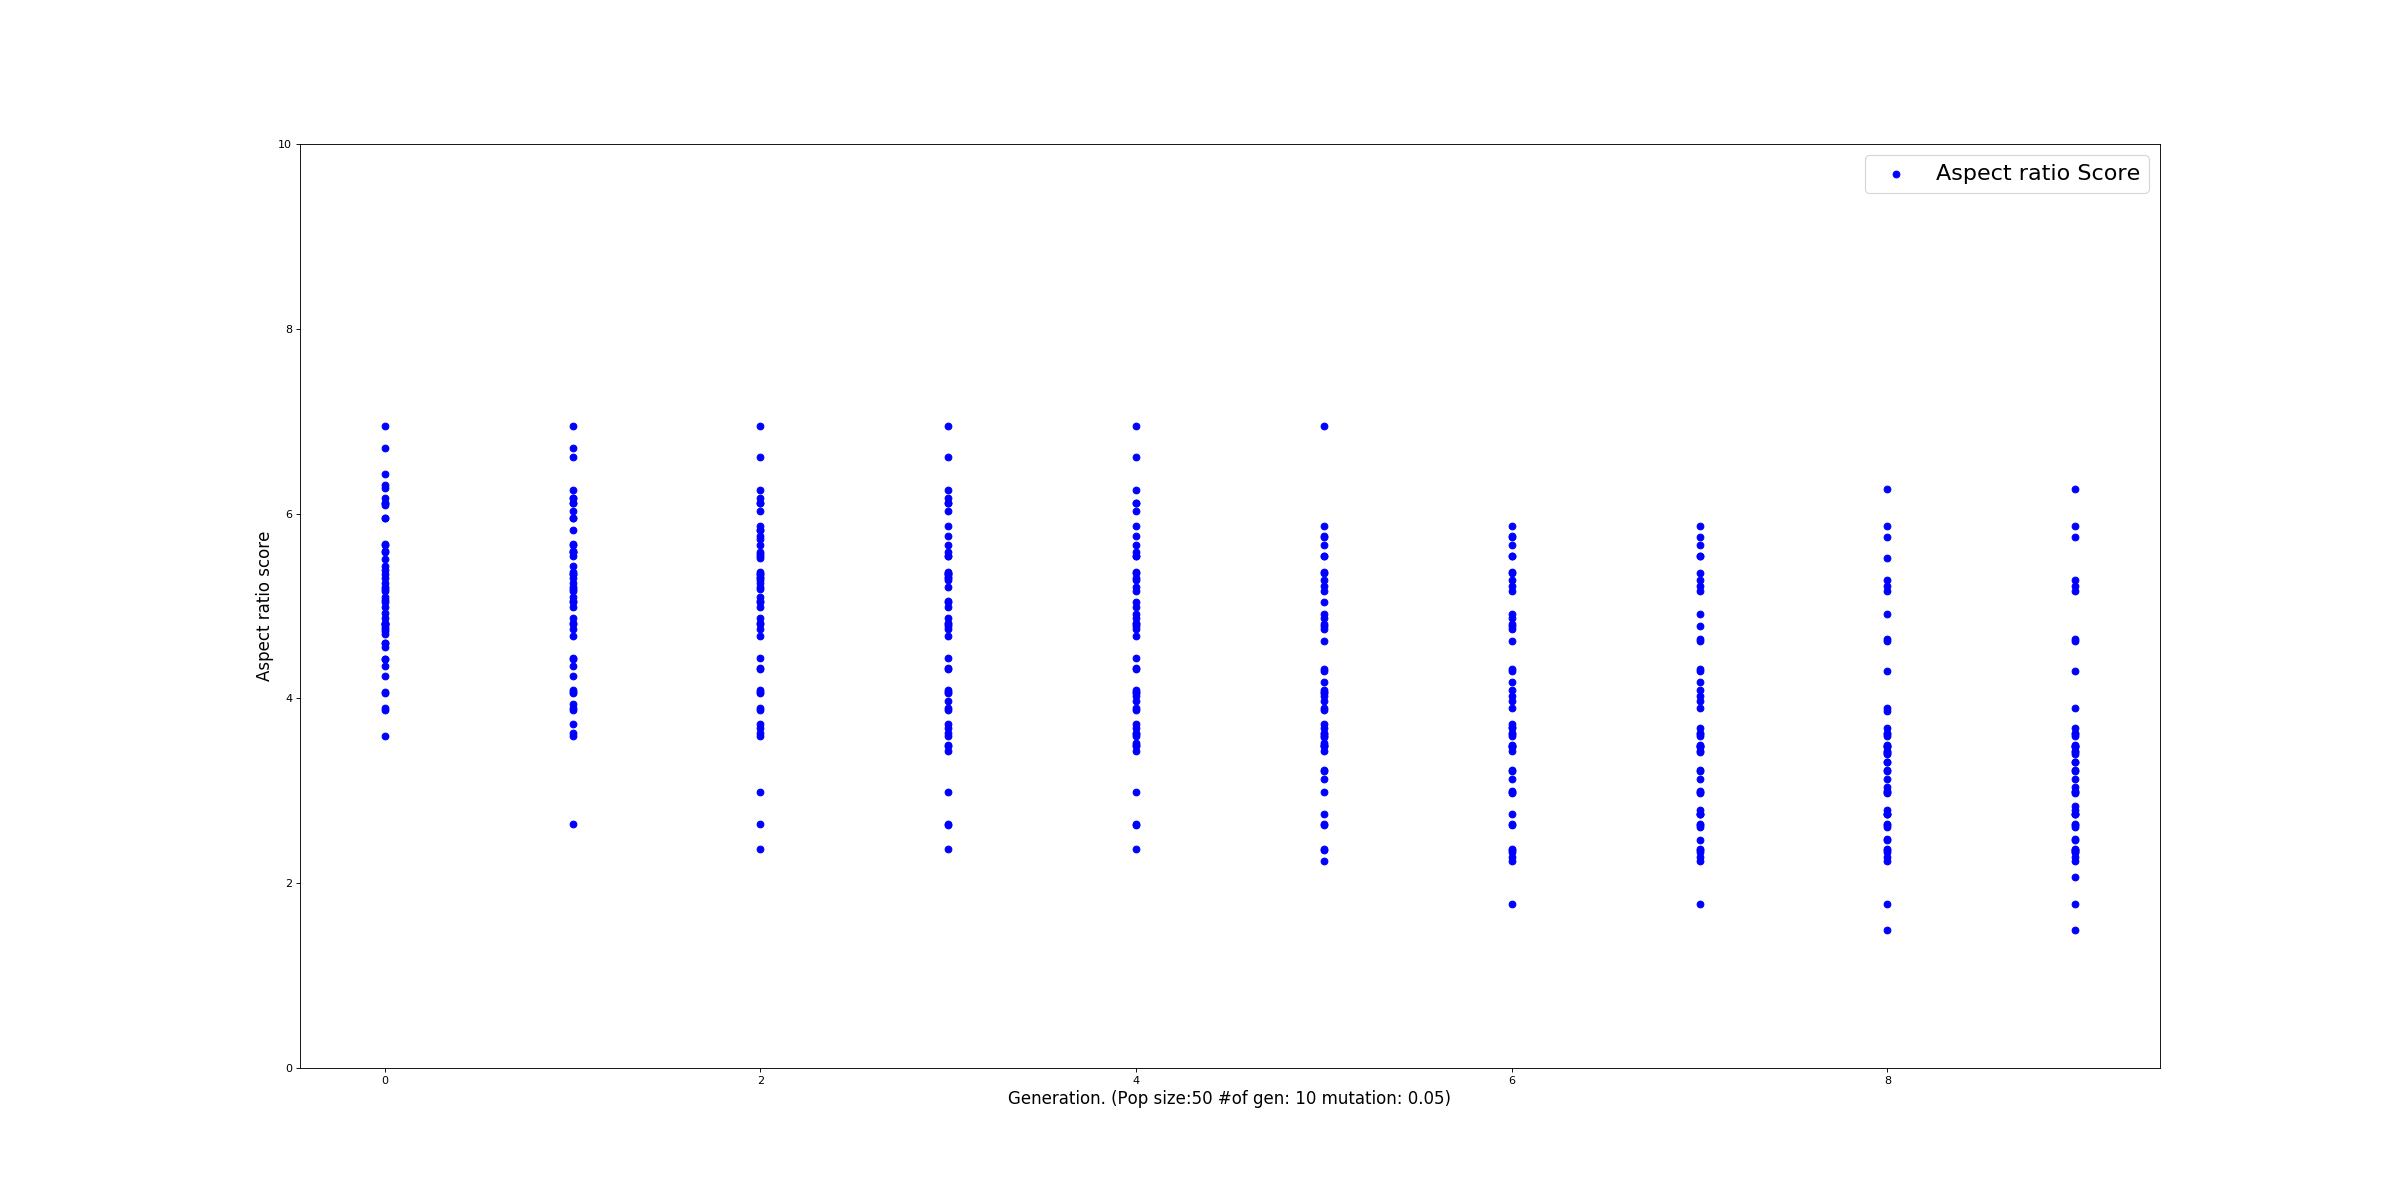 10
Aspect ratio Score
8
6
4
2
0
Aspect ratio score
0 2 4 6 8
Generation. (Pop size:50 #of gen: 10 mutation: 0.05)